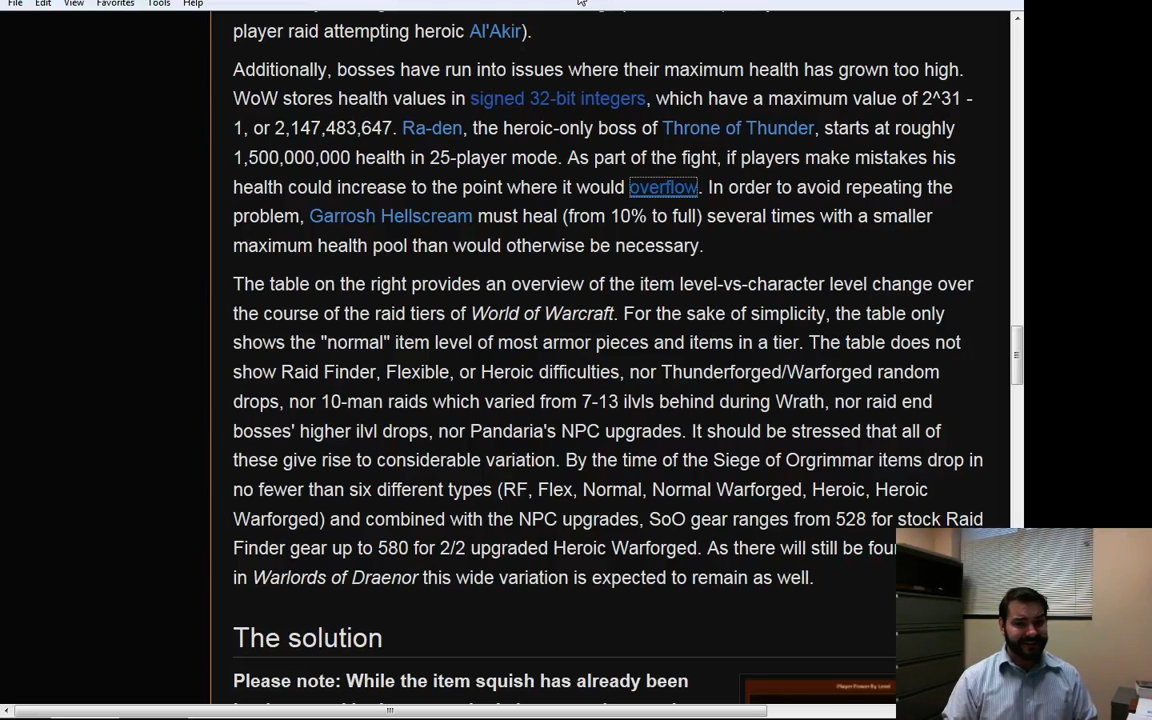 File Edit View Favorites Tools Help
player raid attempting heroic Al'Akir).
Additionally, bosses have run into issues where their maximum health has grown too high.
WoW stores health values in signed 32-bit integers, which have a maximum value of 2^31 -
1, or 2,147,483,647. Ra-den, the heroic-only boss of Throne of Thunder, starts at roughly
1,500,000,000 health in 25-player mode. As part of the fight, if players make mistakes his
health could increase to the point where it would overflow. In order to avoid repeating the
problem, Garrosh Hellscream must heal (from 10% to full) several times with a smaller
maximum health pool than would otherwise be necessary.
The table on the right provides an overview of the item level-vs-character level change over
the course of the raid tiers of World of Warcraft. For the sake of simplicity, the table only
shows the "normal" item level of most armor pieces and items in a tier. The table does not
show Raid Finder, Flexible, or Heroic difficulties, nor Thunderforged/Warforged random
drops, nor 10-man raids which varied from 7-13 ilvls behind during Wrath, nor raid end
bosses' higher ilvl drops, nor Pandaria's NPC upgrades. It should be stressed that all of
these give rise to considerable variation. By the time of the Siege of Orgrimmar items drop in
no fewer than six different types (RF, Flex, Normal, Normal Warforged, Heroic, Heroic
Warforged) and combined with the NPC upgrades, SoO gear ranges from 528 for stock Raid
Finder gear up to 580 for 2/2 upgraded Heroic Warforged. As there will still be fou
in Warlords of Draenor this wide variation is expected to remain as well.
The solution
Please note: While the item squish has already been
Player Power By Level